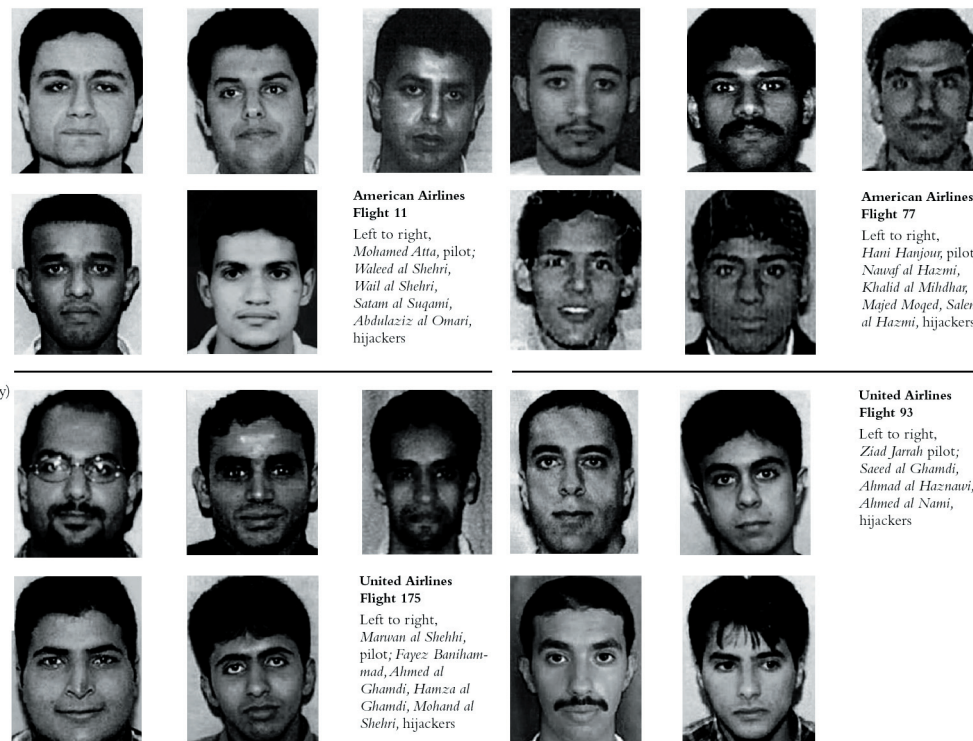 American Airlines
Flight 11
Left to right,
Mohamed Atta, pilot;
Waleed al Shehri,
Wail al Shehri,
Satam al Suqami,
Abdulaziz al Omari,
hijackers
American Airlines
Flight 77
Left to right,
Hani Hanjour, pilot
Nawaf al Hazmi,
Khalid al Mihdhar,
Majed Moqed, Salem
al Hazmi, hijackers
y)
United Airlines
Flight 175
Left to right,
Marwan al Shehhi,
pilot; Fayez Baniham-
mad, Ahmed al
Ghamdi, Hamza al
Ghamdi, Mohand al
Shehri, hijackers
United Airlines
Flight 93
Left to right,
Ziad Jarrah pilot;
Saeed al Ghamdi,
Ahmad al Haznawi,
Ahmed al Nami,
hijackers